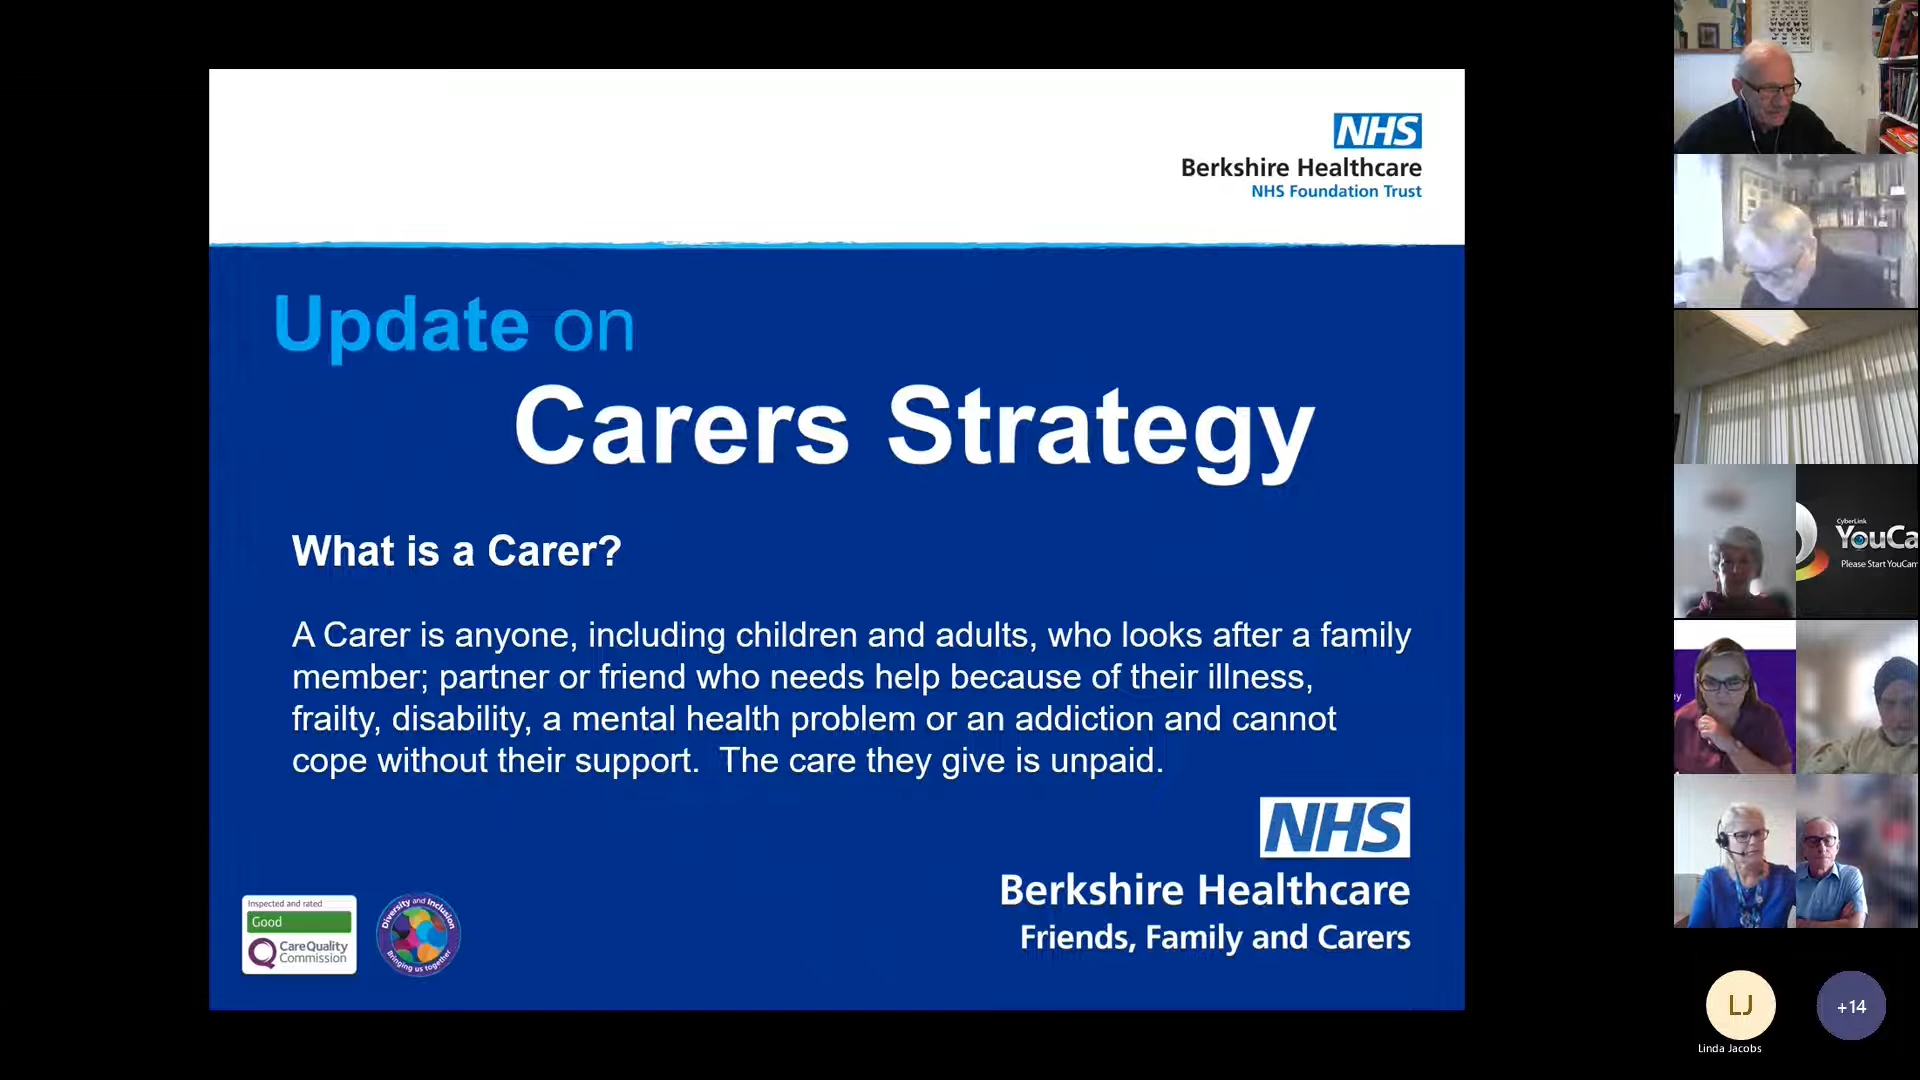 NHS
Berkshire Healthcare
NHS Foundation Trust
Update on
Carers Strategy
What is a Carer?
A Carer is anyone, including children and adults, who looks after a family
member; partner or friend who needs help because of their illness,
frailty, disability, a mental health problem or an addiction and cannot
cope without their support. The care they give is unpaid.
NHS
Berkshire Healthcare
Friends, Family and Carers
Inspected and rated
Good
CareQuality
Commission
Diversity and Inclusion
Bringing us together
CyberLink
YouCa
Please Start YouCam
LJ
Linda Jacobs
+14